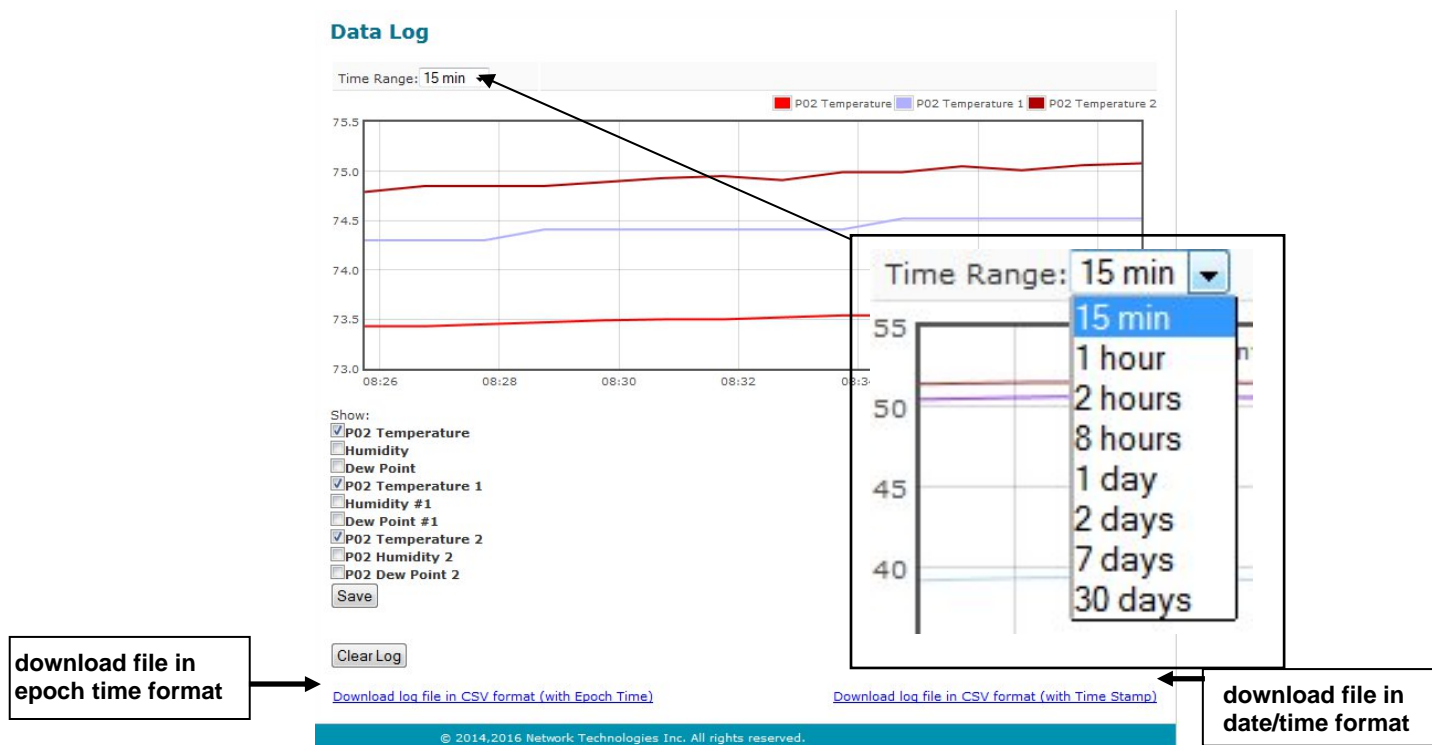 Data Log
Time Range: 15 min
P02 Temperature P02 Temperature 1 P02 Temperature 2
75.5
75.0
74.5
74.0
73.5
73.0
08:26 08:28 08:30 08:32
Time Range: 15 min
15 min
1 hour
2 hours
8 hours
1 day
2 days
7 days
30 days
55
50
45
40
Show:
P02 Temperature
Humidity
Dew Point
P02 Temperature 1
Humidity #1
Dew Point #1
P02 Temperature 2
P02 Humidity 2
P02 Dew Point 2
Save
Clear Log
download file in
epoch time format
Download log file in CSV format (with Epoch Time) Download log file in CSV format (with Time Stamp)
download file in
date/time format
© 2014,2016 Network Technologies Inc. All rights reserved.